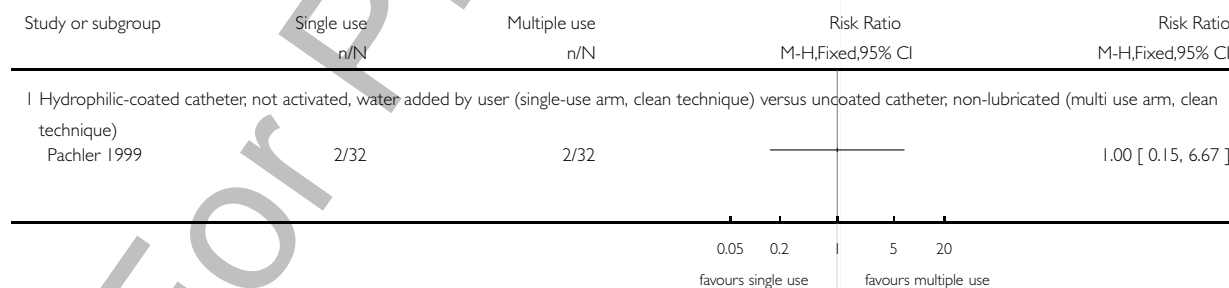 Study or subgroup Single use Multiple use Risk Ratio Risk Ratio
n/N n/N M-H,Fixed,95% CI M-H,Fixed,95% CI
1 Hydrophilic-coated catheter, not activated, water added by user (single-use arm, clean technique) versus uncoated catheter, non-lubricated (multi use arm, clean
technique)
Pachler 1999 2/32 2/32 1.00 [ 0.15, 6.67 ]
0.05 0.2 1 5 20
favours single use favours multiple use
For P